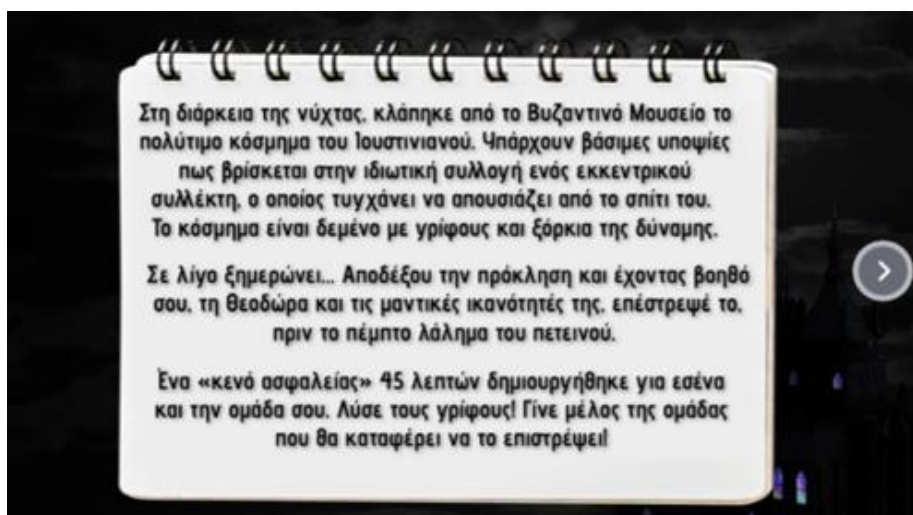 Στη διάρκεια της νύχτας, κλάπηκε από το Βυζαντινό Μουσείο το
πολύτιμο κόσμημα του Ιουστινιανού. Υπάρχουν βάσιμες υποψίες
πως βρίσκεται στην ιδιωτική συλλογή ενός εκκεντρικού
συλλέκτη, ο οποίος τυγχάνει να απουσιάζει από το σπίτι του.
Το κόσμημα είναι δεμένο με γρίφους και ξόρκια της δύναμης.
Σε λίγο ξημερώνει... Αποδέξου την πρόκληση και έχοντας βοηθό
σου, τη Θεοδώρα και τις μαντικές ικανότητές της, επέστρεψέ το,
πριν το πέμπτο λάλημα του πετεινού.
Ένα «κενό ασφαλείας» 45 λεπτών δημιουργήθηκε για εσένα
και την ομάδα σου. Λύσε τους γρίφους! Γίνε μέλος της ομάδας
που θα καταφέρει να το επιστρέψει!